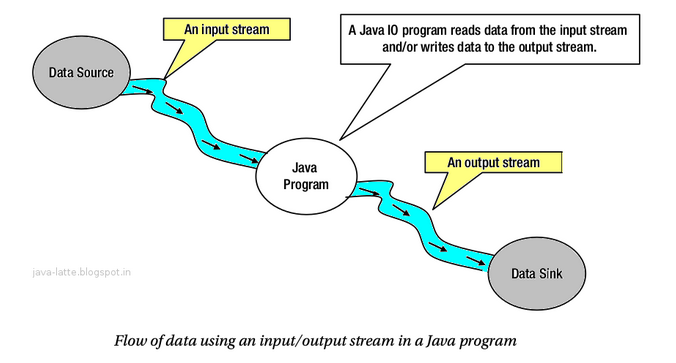 An input stream
A Java IO program reads data from the input stream
and/or writes data to the output stream.
Data Source
Java
Program
An output stream
java-latte.blogspot.in
Data Sink
Flow of data using an input/output stream in a Java program